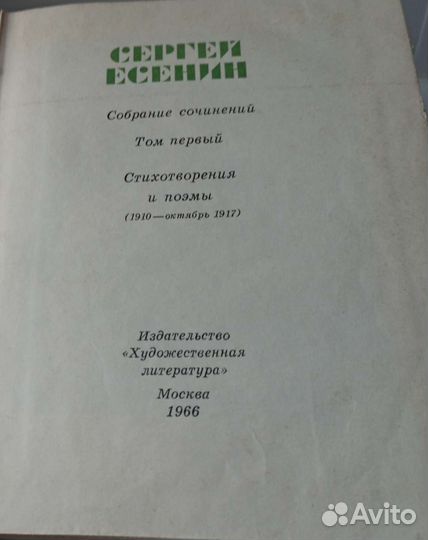 СЕРГЕЙ
ЕСЕНИН
Собрание сочинений
Том первый
Стихотворения
и поэмы
(1910—октябрь 1917)
Издательство
«Художественная
литература»
Москва
1966
Avito